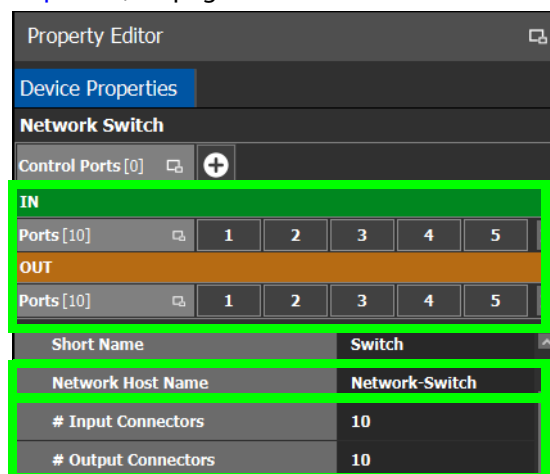 Property Editor
Device Properties
Network Switch
Control Ports [0]
IN
Ports [10] 1 2 3 4 5
OUT
Ports [10] 1 2 3 4 5
Short Name Switch
Network Host Name Network-Switch
# Input Connectors 10
# Output Connectors 10